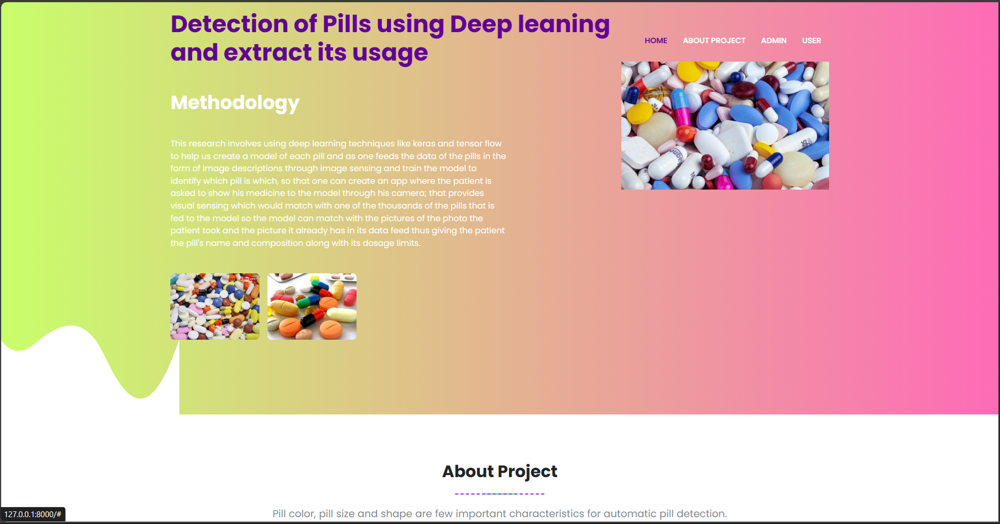 Detection of Pills using Deep leaning
and extract its usage
HOME ABOUT PROJECT ADMIN USER
Methodology
This research involves using deep learning techniques like keras and tensor flow
to help us create a model of each pill and as one feeds the data of the pills in the
form of image descriptions through image sensing and train the model to
identify which pill is which, so that one can create an app where the patient is
asked to show his medicine to the model through his camera; that provides
visual sensing which would match with one of the thousands of the pills that is
fed to the model so the model can match with the pictures of the photo the
patient took and the picture it already has in its data feed thus giving the patient
the pill's name and composition along with its dosage limits.
About Project
Pill color, pill size and shape are few important characteristics for automatic pill detection.
127.0.0.1:8000/#